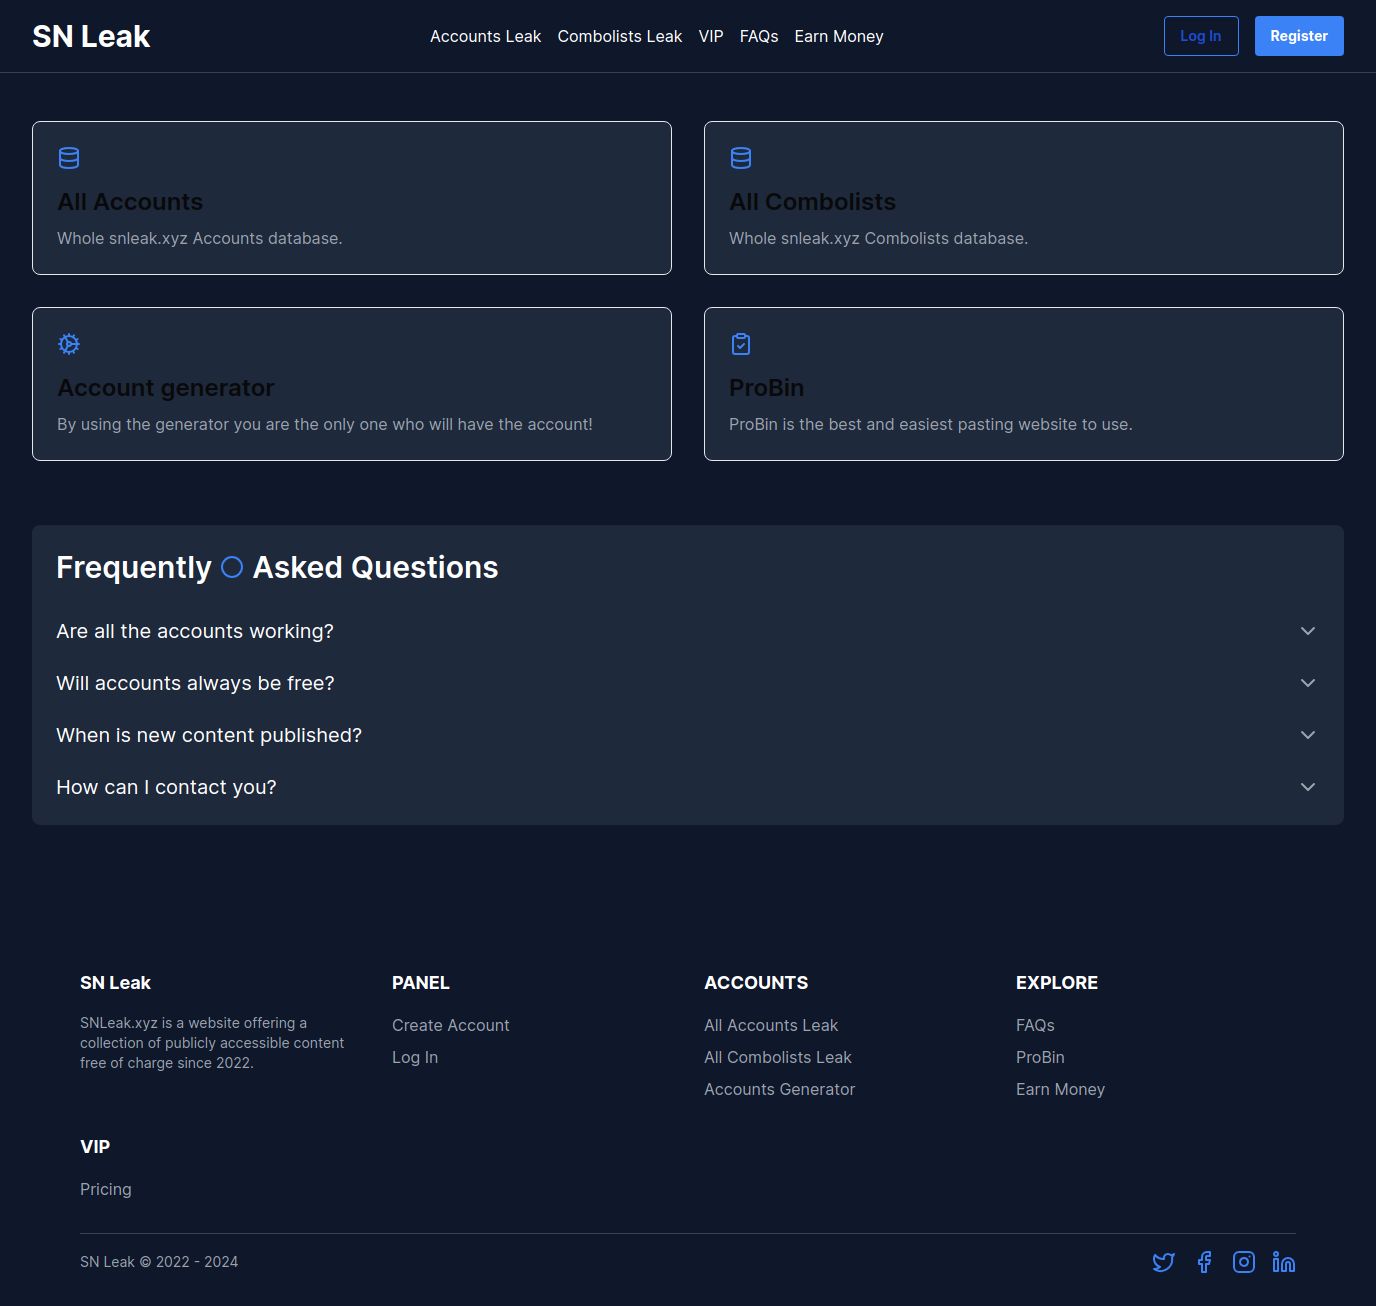 SN Leak
Accounts Leak Combolists Leak VIP FAQs Earn Money
Log In
Register
All Accounts
Whole snleak.xyz Accounts database.
All Combolists
Whole snleak.xyz Combolists database.
Account generator
By using the generator you are the only one who will have the account!
ProBin
ProBin is the best and easiest pasting website to use.
Frequently Asked Questions
Are all the accounts working?
Will accounts always be free?
When is new content published?
How can I contact you?
SN Leak
SNLeak.xyz is a website offering a
collection of publicly accessible content
free of charge since 2022.
PANEL
Create Account
Log In
ACCOUNTS
All Accounts Leak
All Combolists Leak
Accounts Generator
EXPLORE
FAQs
ProBin
Earn Money
VIP
Pricing
SN Leak © 2022 - 2024